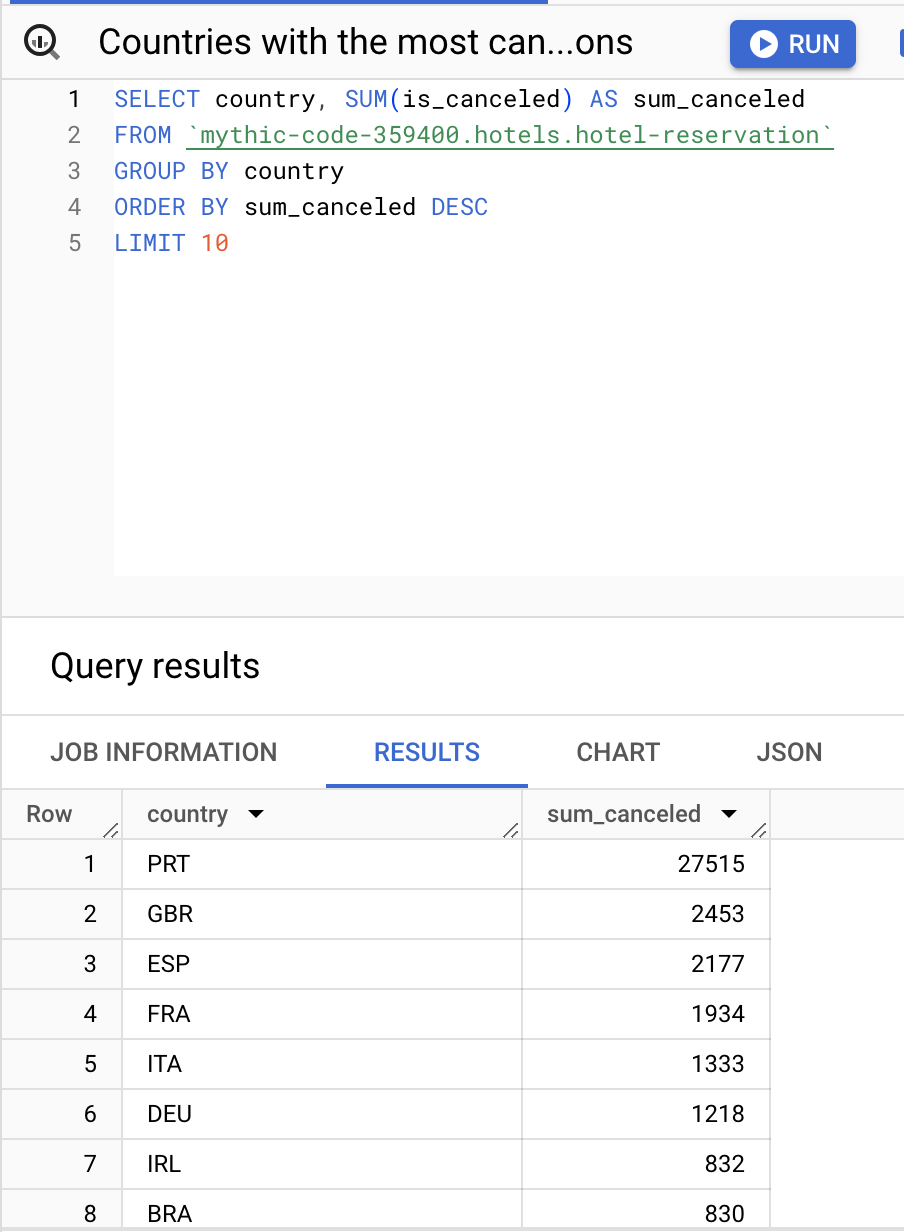 Countries with the most can...ons
RUN
1 SELECT country, SUM(is_canceled) AS sum_canceled
2 FROM `mythic-code-359400.hotels.hotel-reservation`
3 GROUP BY country
4 ORDER BY sum_canceled DESC
5 LIMIT 10
Query results
JOB INFORMATION RESULTS CHART JSON
Row country sum_canceled
1 PRT 27515
2 GBR 2453
3 ESP 2177
4 FRA 1934
5 ITA 1333
6 DEU 1218
7 IRL 832
8 BRA 830